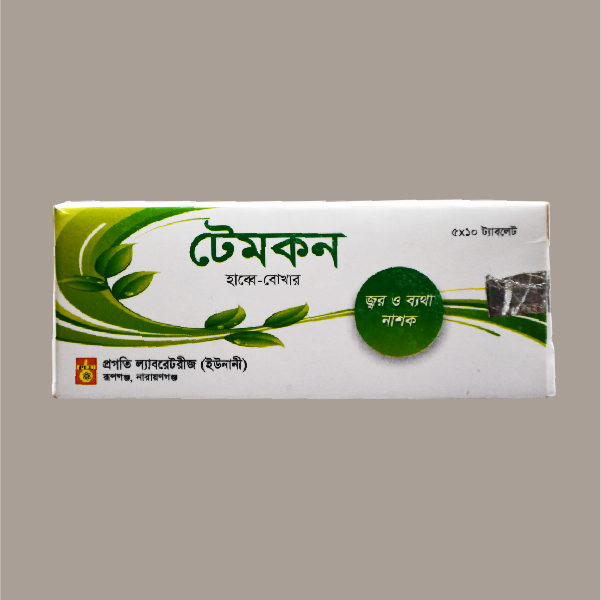 টেমকন
হাব্বে-বোখার
৫x১০ ট্যাবলেট
জ্বর ও ব্যথা
নাশক
প্রগতি ল্যাবরেটরীজ (ইউনানী)
রূপগঞ্জ, নারায়ণগঞ্জ